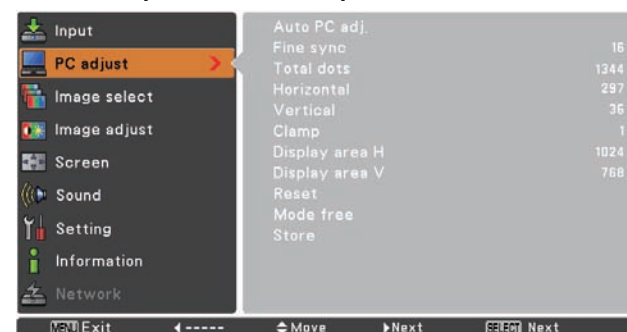 Input
PC adjust
Image select
Image adjust
Screen
Sound
Setting
Information
Network
Auto PC adj.
Fine sync 16
Total dots 1344
Horizontal 297
Vertical 36
Clamp 1
Display area H 1024
Display area V 768
Reset
Mode free
Store
MENU Exit ----- Move Next SELECT Next